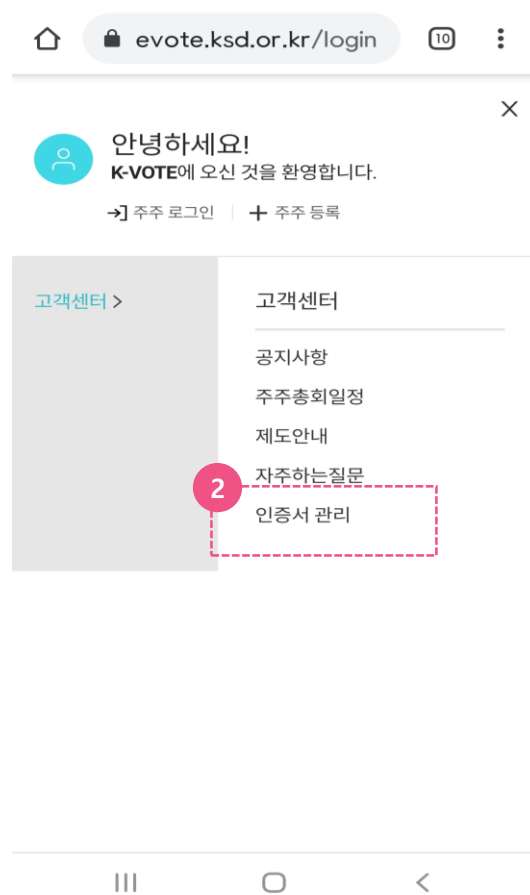 evote.ksd.or.kr/login 10
안녕하세요!
K-VOTE에 오신 것을 환영합니다.
주주 로그인 주주 등록
고객센터 > 고객센터
공지사항
주주총회일정
제도안내
자주하는질문
2
인증서 관리